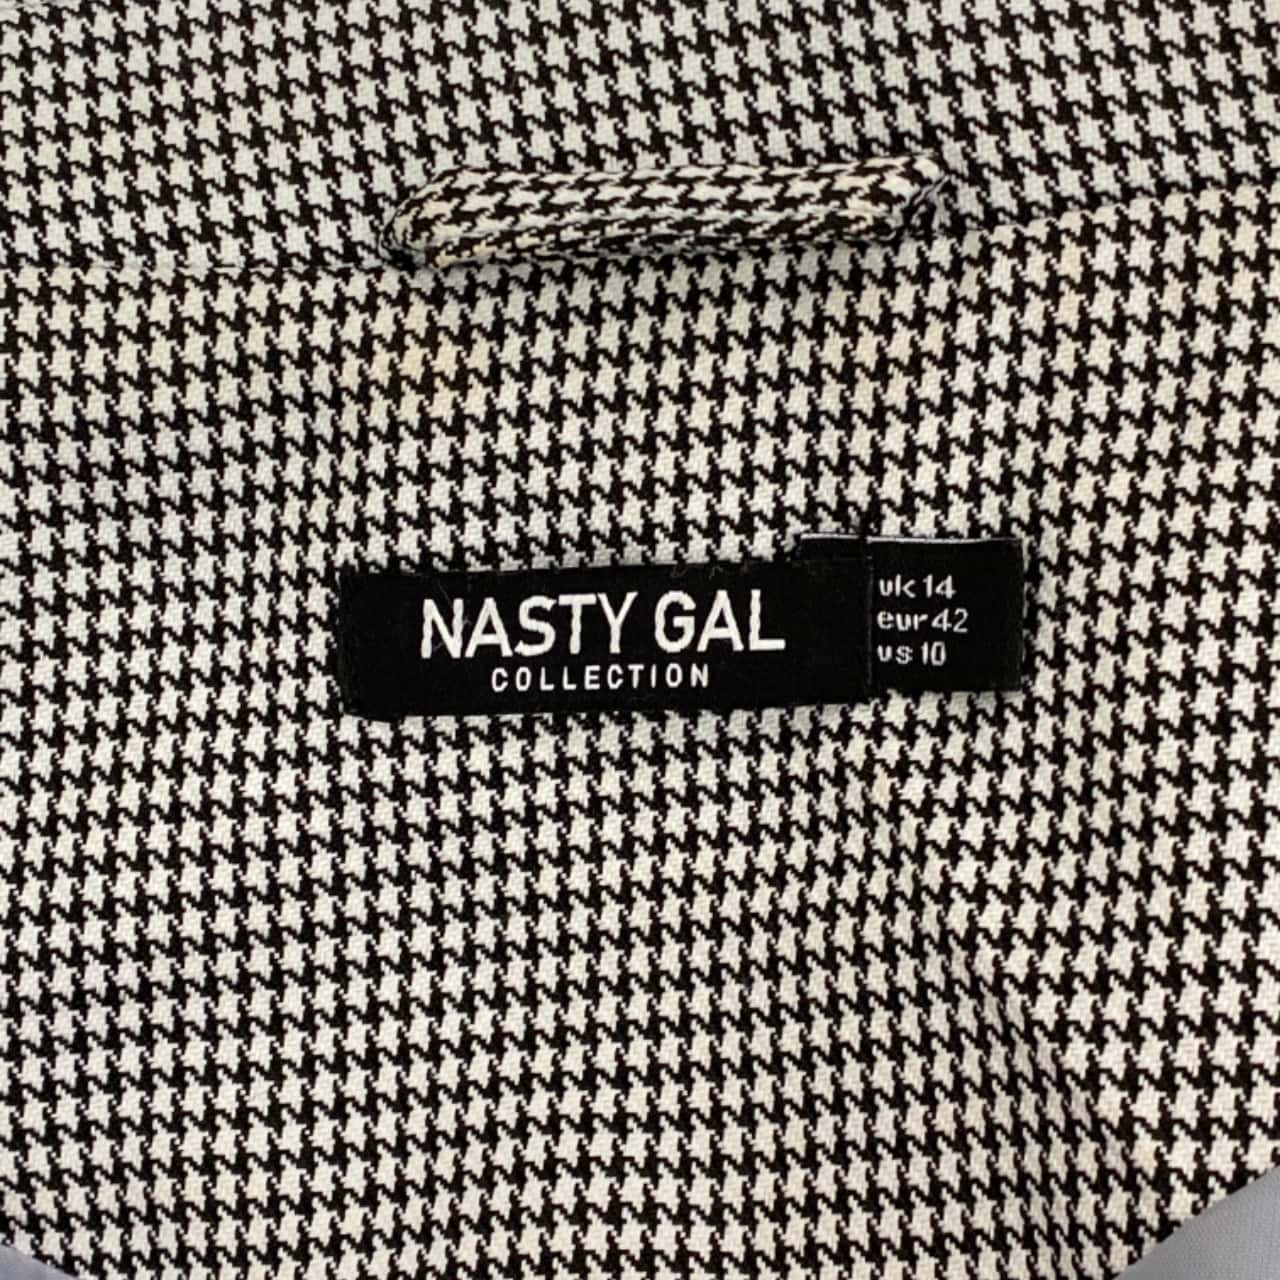 NASTY GAL
COLLECTION
uk 14
eur 42
us 10